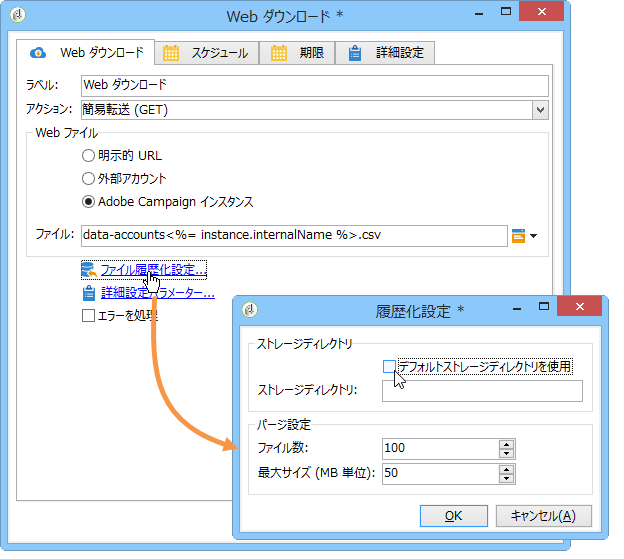 Web ダウンロード *
Web ダウンロード
スケジュール
期限
詳細設定
ラベル:
Web ダウンロード
アクション:
簡易転送 (GET)
Web ファイル
明示的 URL
外部アカウント
Adobe Campaign インスタンス
ファイル:
data-accounts<%= instance.internalName %>.csv
ファイル履歴化設定...
詳細設定パラメーター...
エラーを処理
履歴化設定 *
ストレージディレクトリ
デフォルトストレージディレクトリを使用
ストレージディレクトリ:
パージ設定
ファイル数:
100
最大サイズ (MB 単位):
50
OK
キャンセル(A)